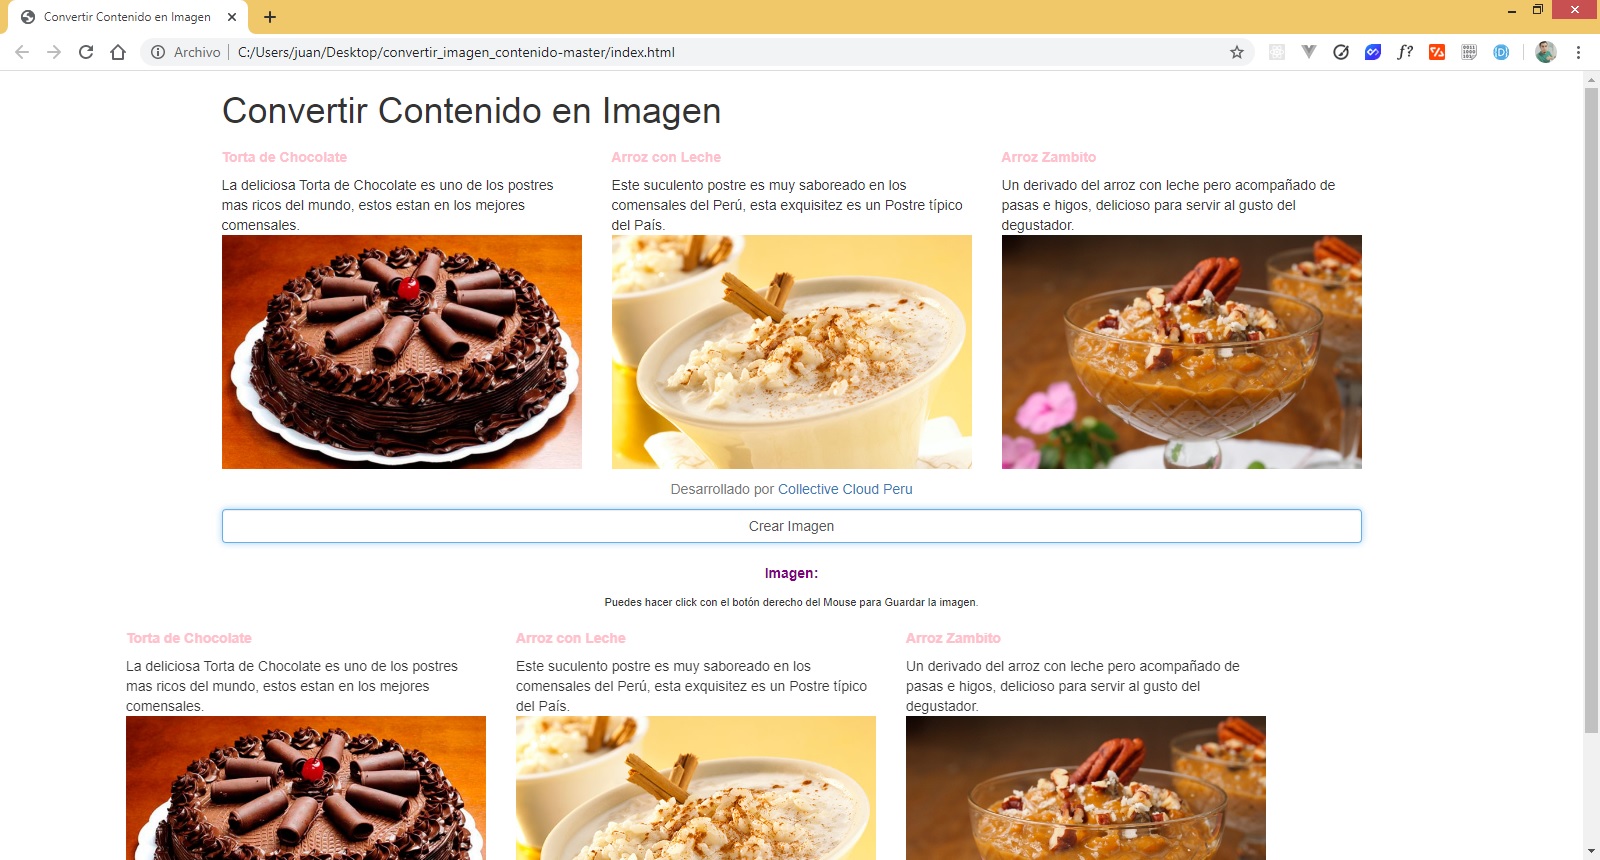 Convertir Contenido en Imagen
Archivo
C:/Users/juan/Desktop/convertir_imagen_contenido-master/index.html
f?
Convertir Contenido en Imagen
Torta de Chocolate
La deliciosa Torta de Chocolate es uno de los postres
mas ricos del mundo, estos estan en los mejores
comensales.
Arroz con Leche
Este suculento postre es muy saboreado en los
comensales del Perú, esta exquisitez es un Postre típico
del País.
Arroz Zambito
Un derivado del arroz con leche pero acompañado de
pasas e higos, delicioso para servir al gusto del
degustador.
Desarrollado por Collective Cloud Peru
Crear Imagen
Imagen:
Puedes hacer click con el botón derecho del Mouse para Guardar la imagen.
Torta de Chocolate
La deliciosa Torta de Chocolate es uno de los postres
mas ricos del mundo, estos estan en los mejores
comensales.
Arroz con Leche
Este suculento postre es muy saboreado en los
comensales del Perú, esta exquisitez es un Postre típico
del País.
Arroz Zambito
Un derivado del arroz con leche pero acompañado de
pasas e higos, delicioso para servir al gusto del
degustador.